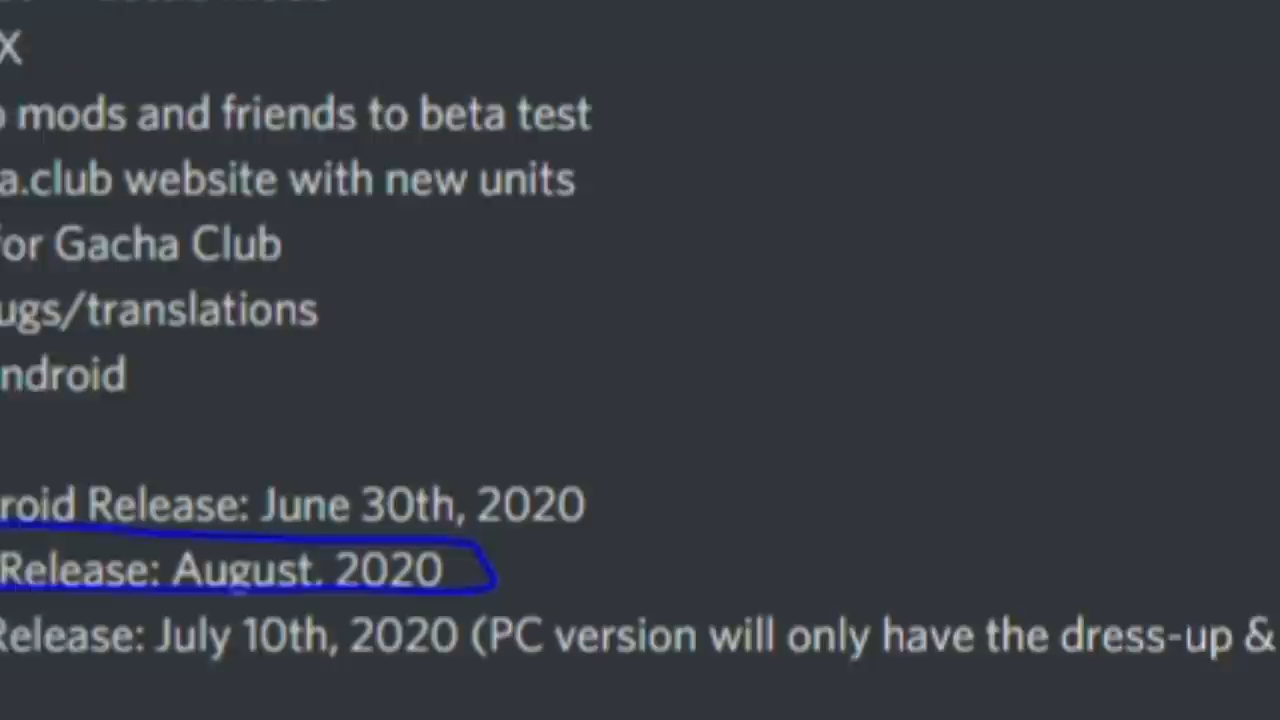 X
mods and friends to beta test
a.club website with new units
for Gacha Club
ugs/translations
ndroid
roid Release: June 30th, 2020
Release: August. 2020
Release: July 10th, 2020 (PC version will only have the dress-up &